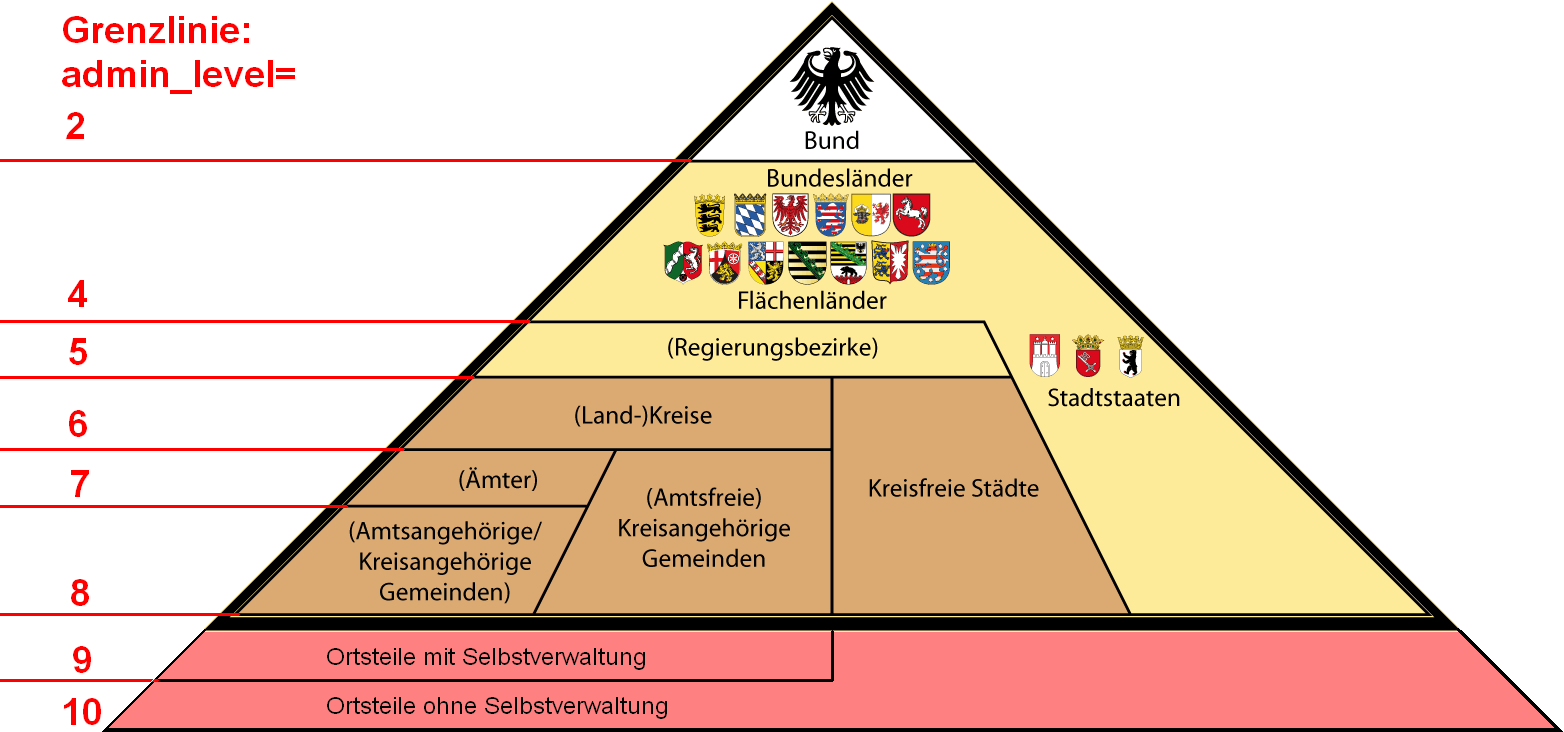 Grenzlinie:
admin_level=
2
Bund
Bundesländer
4
Flächenländer
5
(Regierungsbezirke)
Stadtstaaten
6
(Land-)Kreise
7
(Ämter)
(Amtsfreie)
Kreisangehörige
Gemeinden
Kreisfreie Städte
(Amtsangehörige/
Kreisangehörige
Gemeinden)
8
9
Ortsteile mit Selbstverwaltung
10
Ortsteile ohne Selbstverwaltung